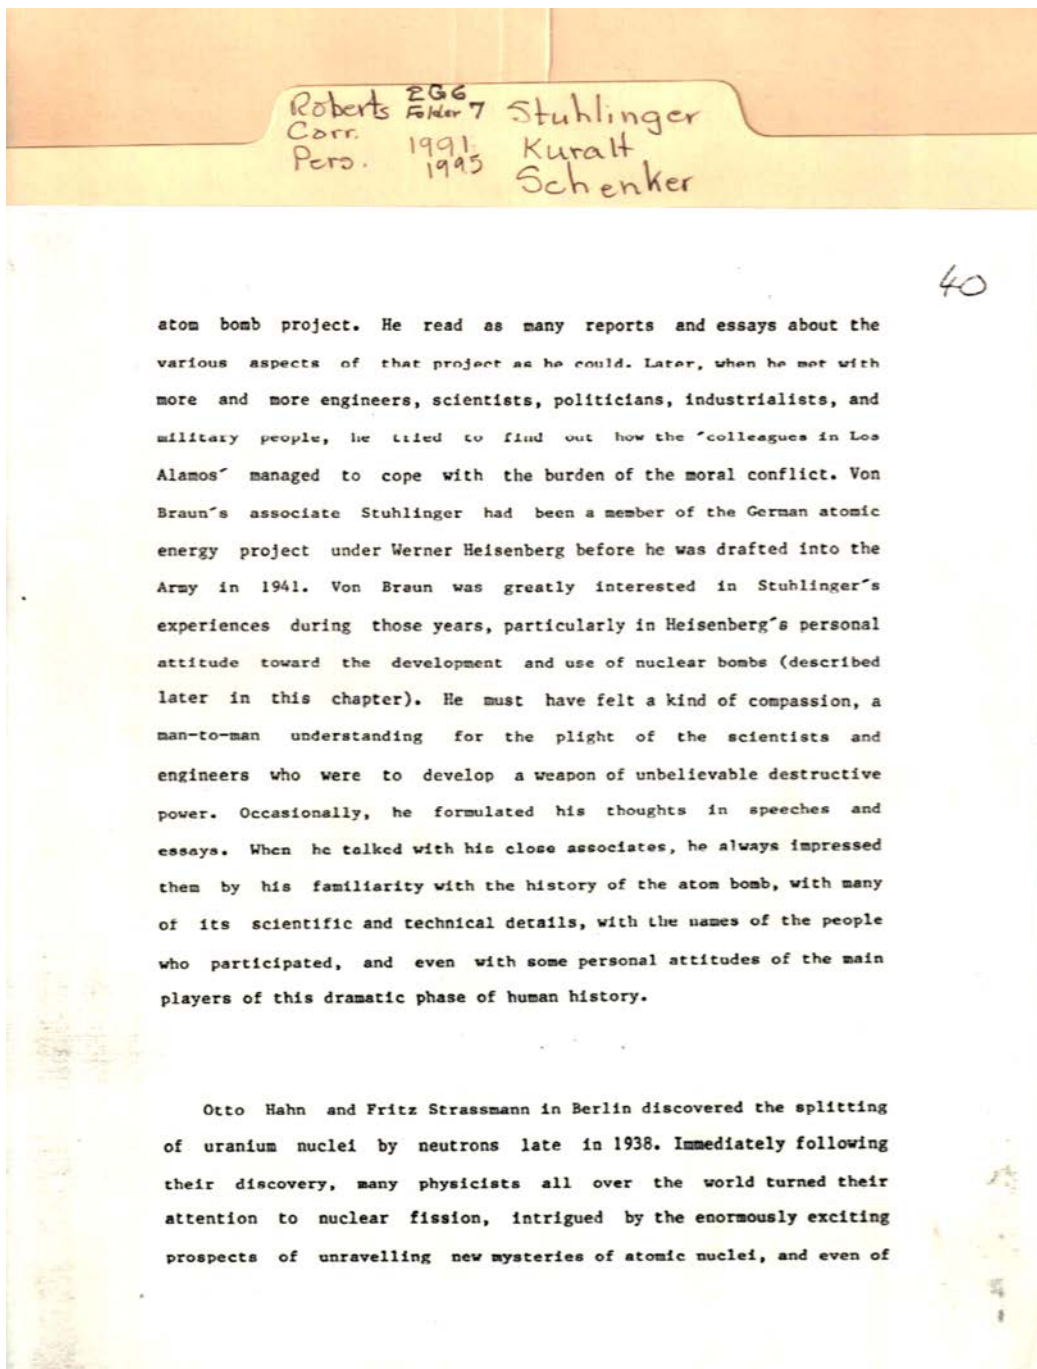 Roberts 2G6 Stuhlinger
Folder 7
Corr. 1991- Kuralt
Pers. 1995 Schenker
40
atom bomb project. He read as many reports and essays about the
various aspects of that project as he could. Later, when he met with
more and more engineers, scientists, politicians, industrialists, and
military people, he tried to find out how the ´colleagues in Los
Alamos´ managed to cope with the burden of the moral conflict. Von
Braun´s associate Stuhlinger had been a member of the German atomic
energy project under Werner Heisenberg before he was drafted into the
Army in 1941. Von Braun was greatly interested in Stuhlinger´s
experiences during those years, particularly in Heisenberg´s personal
attitude toward the development and use of nuclear bombs (described
later in this chapter). He must have felt a kind of compassion, a
man-to-man understanding for the plight of the scientists and
engineers who were to develop a weapon of unbelievable destructive
power. Occasionally, he formulated his thoughts in speeches and
essays. When he talked with his close associates, he always impressed
them by his familiarity with the history of the atom bomb, with many
of its scientific and technical details, with the names of the people
who participated, and even with some personal attitudes of the main
players of this dramatic phase of human history.
Otto Hahn and Fritz Strassmann in Berlin discovered the splitting
of uranium nuclei by neutrons late in 1938. Immediately following
their discovery, many physicists all over the world turned their
attention to nuclear fission, intrigued by the enormously exciting
prospects of unravelling new mysteries of atomic nuclei, and even of